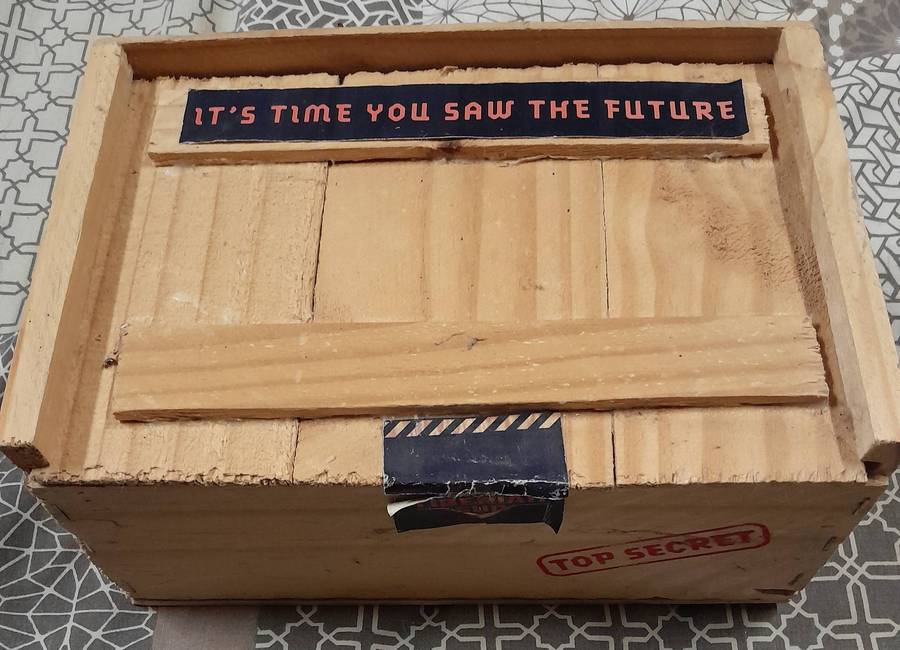 IT'S TIME YOU SAW THE FUTURE
TOP SECRET